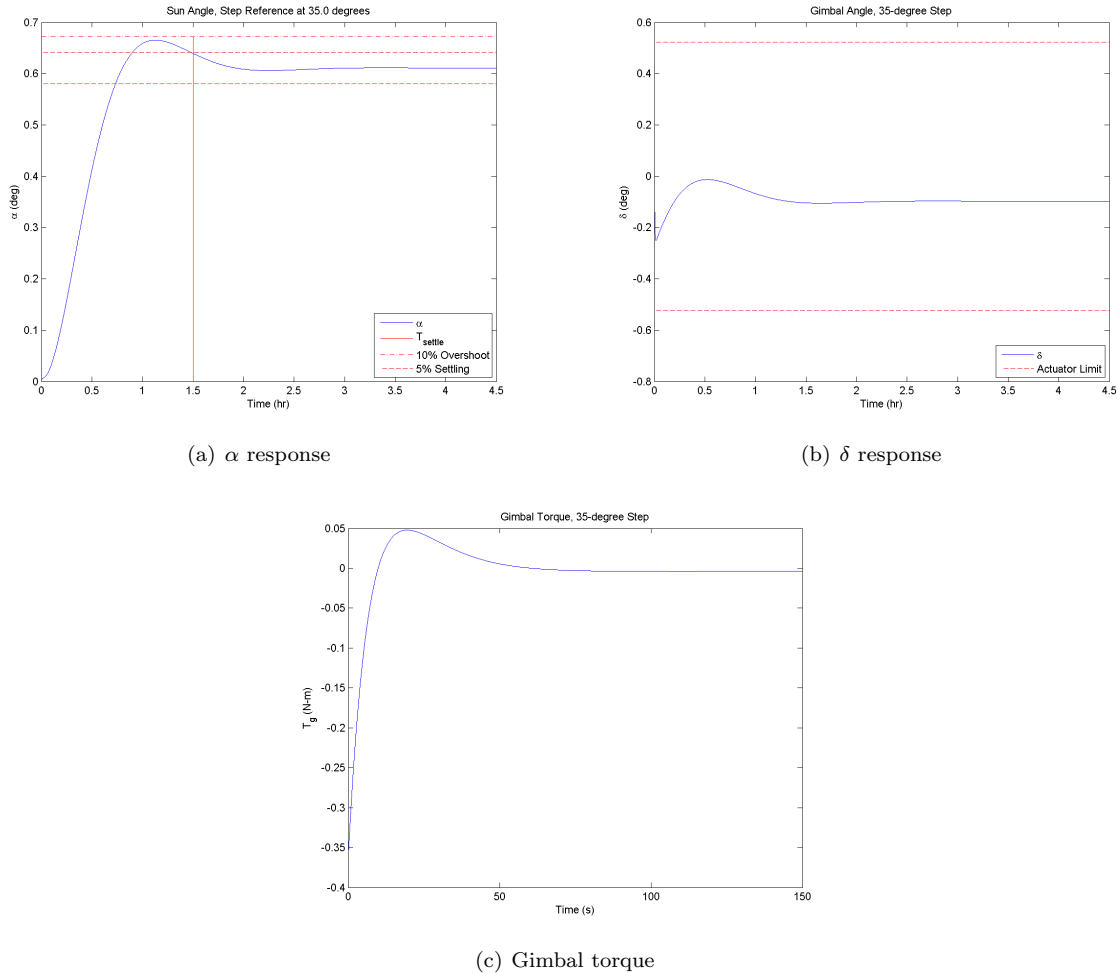 Sun Angle, Step Reference at 35.0 degrees
0.7
0.6
0.5
0.4
0.3
0.2
0.1
0
α (deg)
α
T_settle
10% Overshoot
5% Settling
0 0.5 1 1.5 2 2.5 3 3.5 4 4.5
Time (hr)
(a) α response
Gimbal Angle, 35-degree Step
0.6
0.4
0.2
0
-0.2
-0.4
-0.6
-0.8
δ (deg)
δ
Actuator Limit
0 0.5 1 1.5 2 2.5 3 3.5 4 4.5
Time (hr)
(b) δ response
Gimbal Torque, 35-degree Step
0.05
0
-0.05
-0.1
-0.15
-0.2
-0.25
-0.3
-0.35
-0.4
T_g (N-m)
0 50 100 150
Time (s)
(c) Gimbal torque